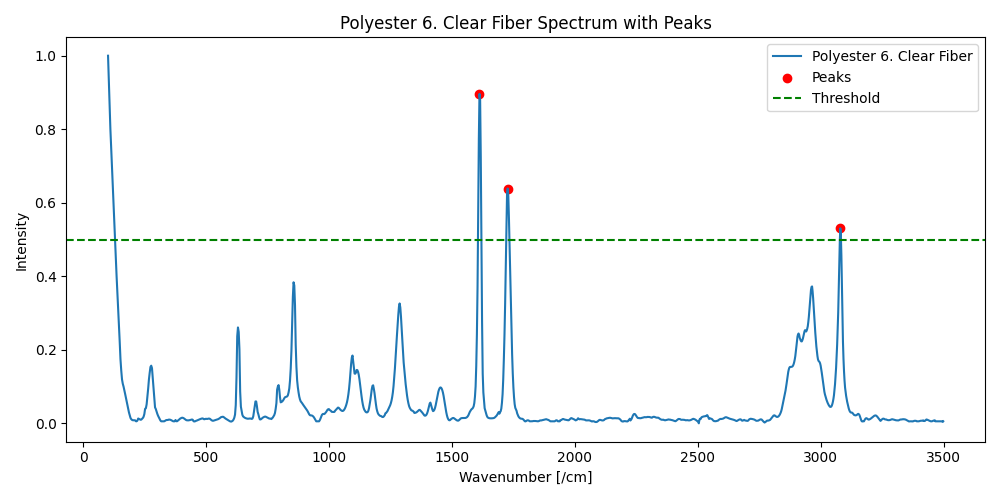 Polyester 6. Clear Fiber Spectrum with Peaks
Polyester 6. Clear Fiber
Peaks
Threshold
Intensity
1.0
0.8
0.6
0.4
0.2
0.0
0 500 1000 1500 2000 2500 3000 3500
Wavenumber [/cm]